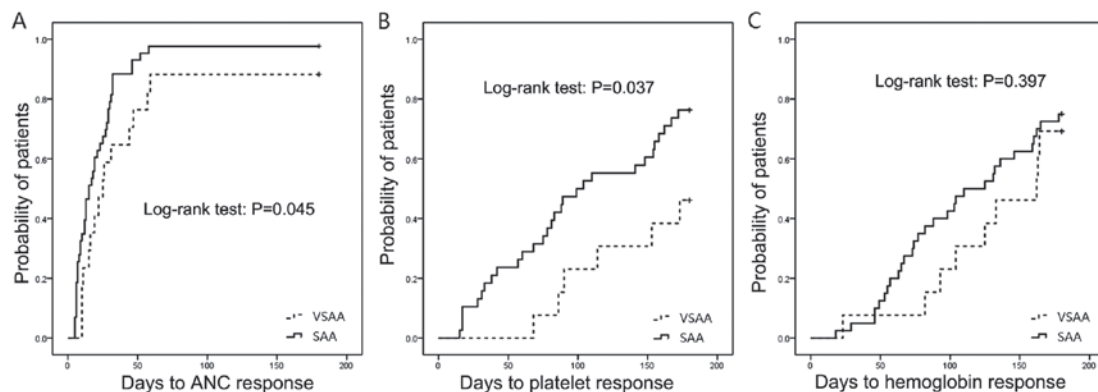 A
Probability of patients
1.0
0.8
0.6
0.4
0.2
0.0
Log-rank test: P=0.045
VSAA
SAA
0 50 100 150 200
Days to ANC response
B
Probability of patients
1.0
0.8
0.6
0.4
0.2
0.0
Log-rank test: P=0.037
VSAA
SAA
0 50 100 150 200
Days to platelet response
C
Probability of patients
1.0
0.8
0.6
0.4
0.2
0.0
Log-rank test: P=0.397
VSAA
SAA
0 50 100 150 200
Days to hemoglobin response